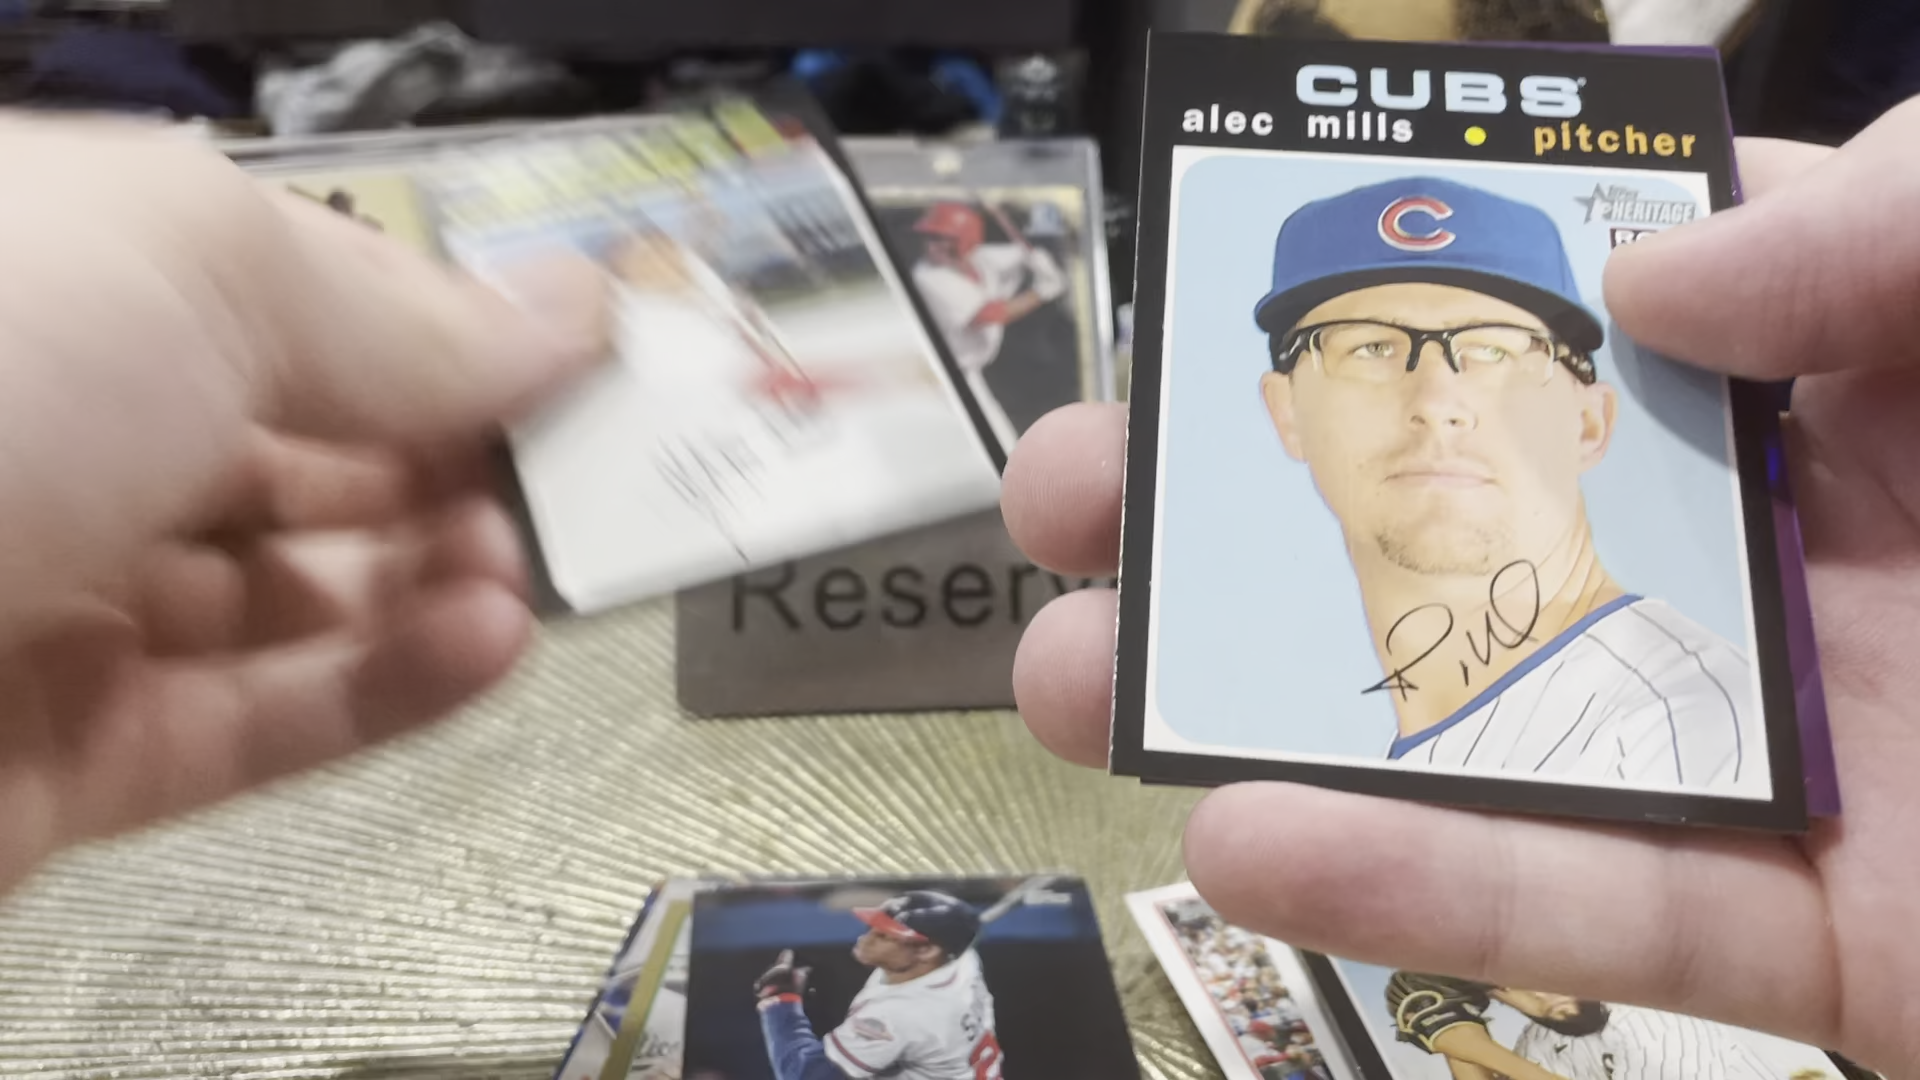 CUBS
alec mills • pitcher
topps
HERITAGE
Reserv